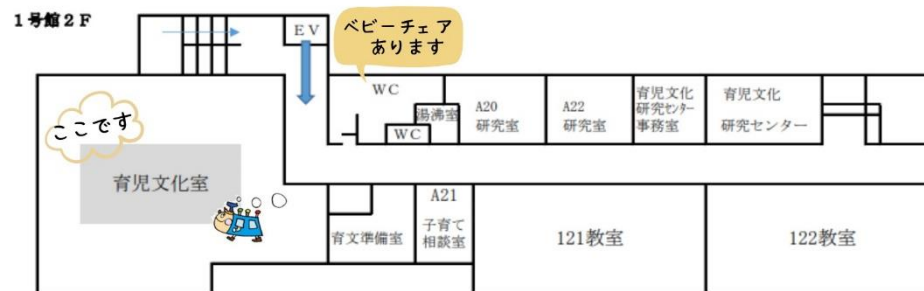 1号館2F
EV
ベビーチェア
あります
WC
湯沸室
WC
A20
研究室
A22
研究室
育児文化
研究センター
事務室
育児文化
研究センター
ここです
育児文化室
育文準備室
A21
子育て
相談室
121教室
122教室